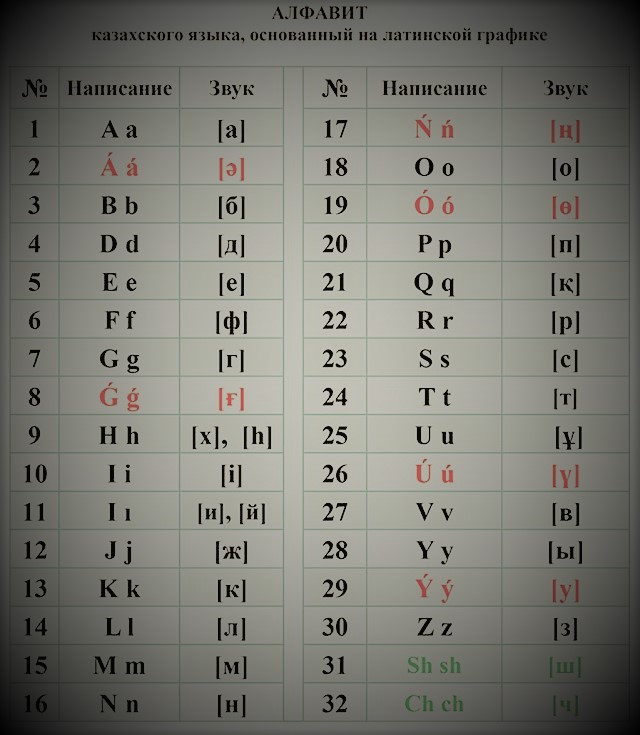 АЛФАВИТ
казахского языка, основанный на латинской графике
№ Написание Звук № Написание Звук
1 A a [а] 17 Ń ń [ң]
2 Á á [ә] 18 O o [о]
3 B b [б] 19 Ó ó [ө]
4 D d [д] 20 P p [п]
5 E e [е] 21 Q q [қ]
6 F f [ф] 22 R r [р]
7 G g [г] 23 S s [с]
8 Ǵ ǵ [ғ] 24 T t [т]
9 H h [х], [h] 25 U u [ұ]
10 I i [і] 26 Ú ú [ү]
11 I ı [и], [й] 27 V v [в]
12 J j [ж] 28 Y y [ы]
13 K k [к] 29 Ý ý [у]
14 L l [л] 30 Z z [з]
15 M m [м] 31 Sh sh [ш]
16 N n [н] 32 Ch ch [ч]